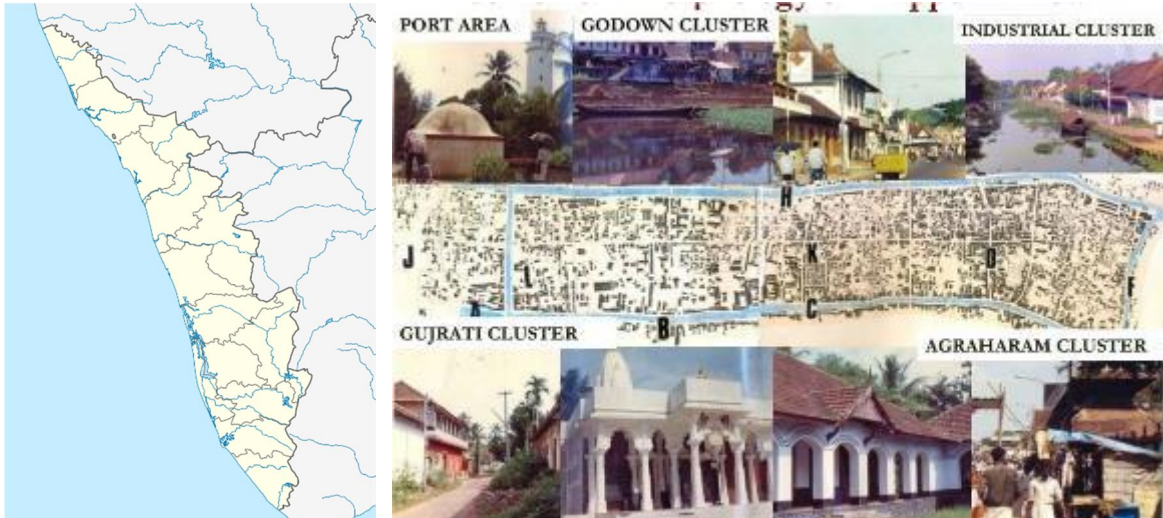 PORT AREA
GODOWN CLUSTER
INDUSTRIAL CLUSTER
H
J
K
D
L
F
A
C
B
GUJRATI CLUSTER
AGRAHARAM CLUSTER